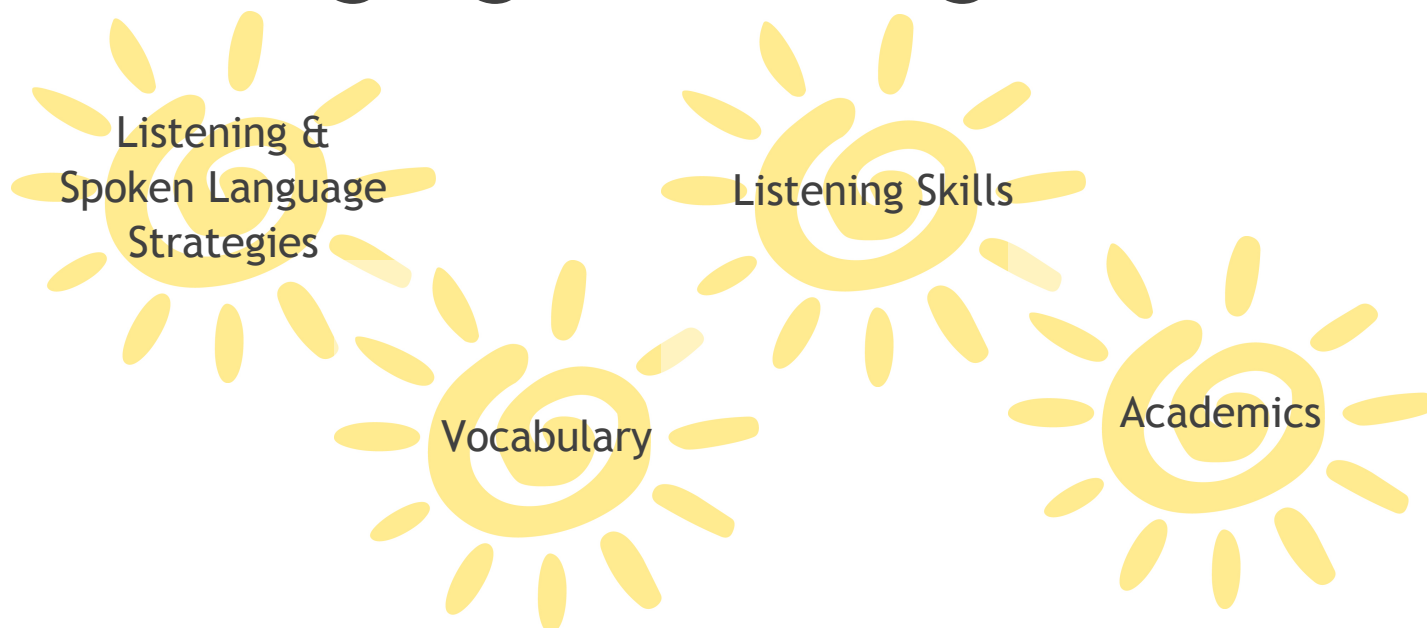 Listening &
Spoken Language
Strategies
Listening Skills
Vocabulary
Academics